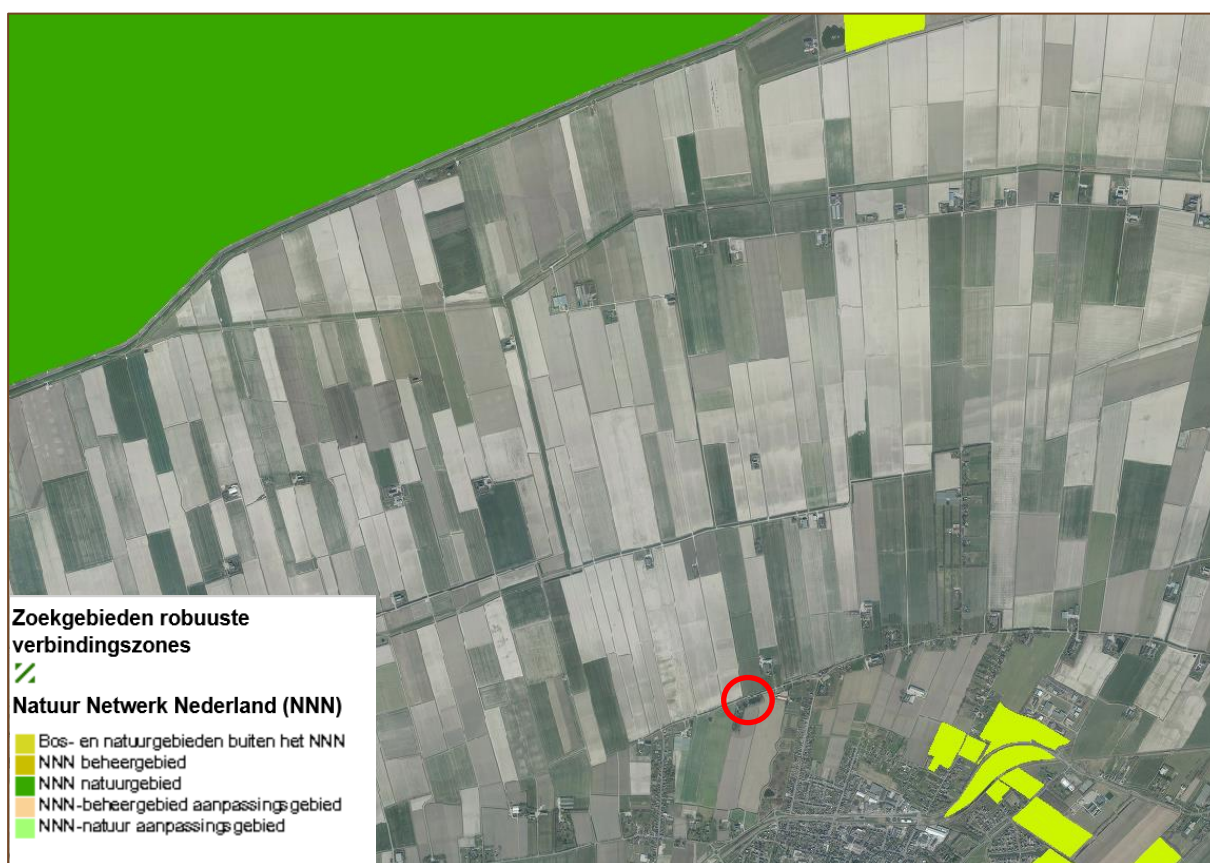 Zoekgebieden robuuste
verbindingszones
Natuur Netwerk Nederland (NNN)
Bos- en natuurgebieden buiten het NNN
NNN beheergebied
NNN natuurgebied
NNN-beheergebied aanpassingsgebied
NNN-natuur aanpassingsgebied